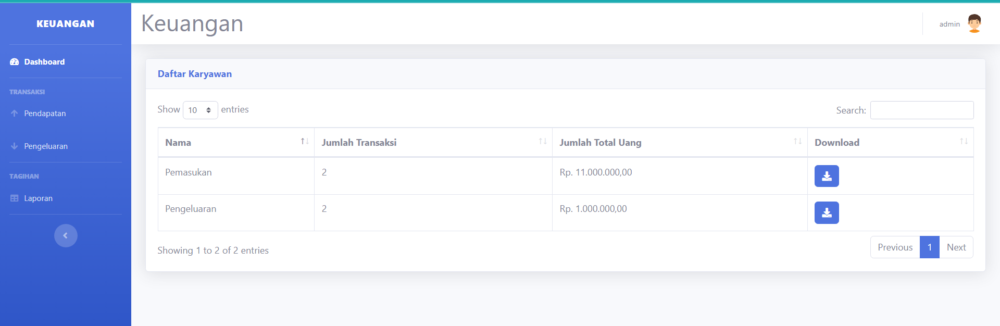 KEUANGAN
Dashboard
TRANSAKSI
Pendapatan
Pengeluaran
TAGIHAN
Laporan
Keuangan
admin
Daftar Karyawan
Show 10 entries
Search:
Nama Jumlah Transaksi Jumlah Total Uang Download
Pemasukan 2 Rp. 11.000.000,00
Pengeluaran 2 Rp. 1.000.000,00
Showing 1 to 2 of 2 entries
Previous 1 Next